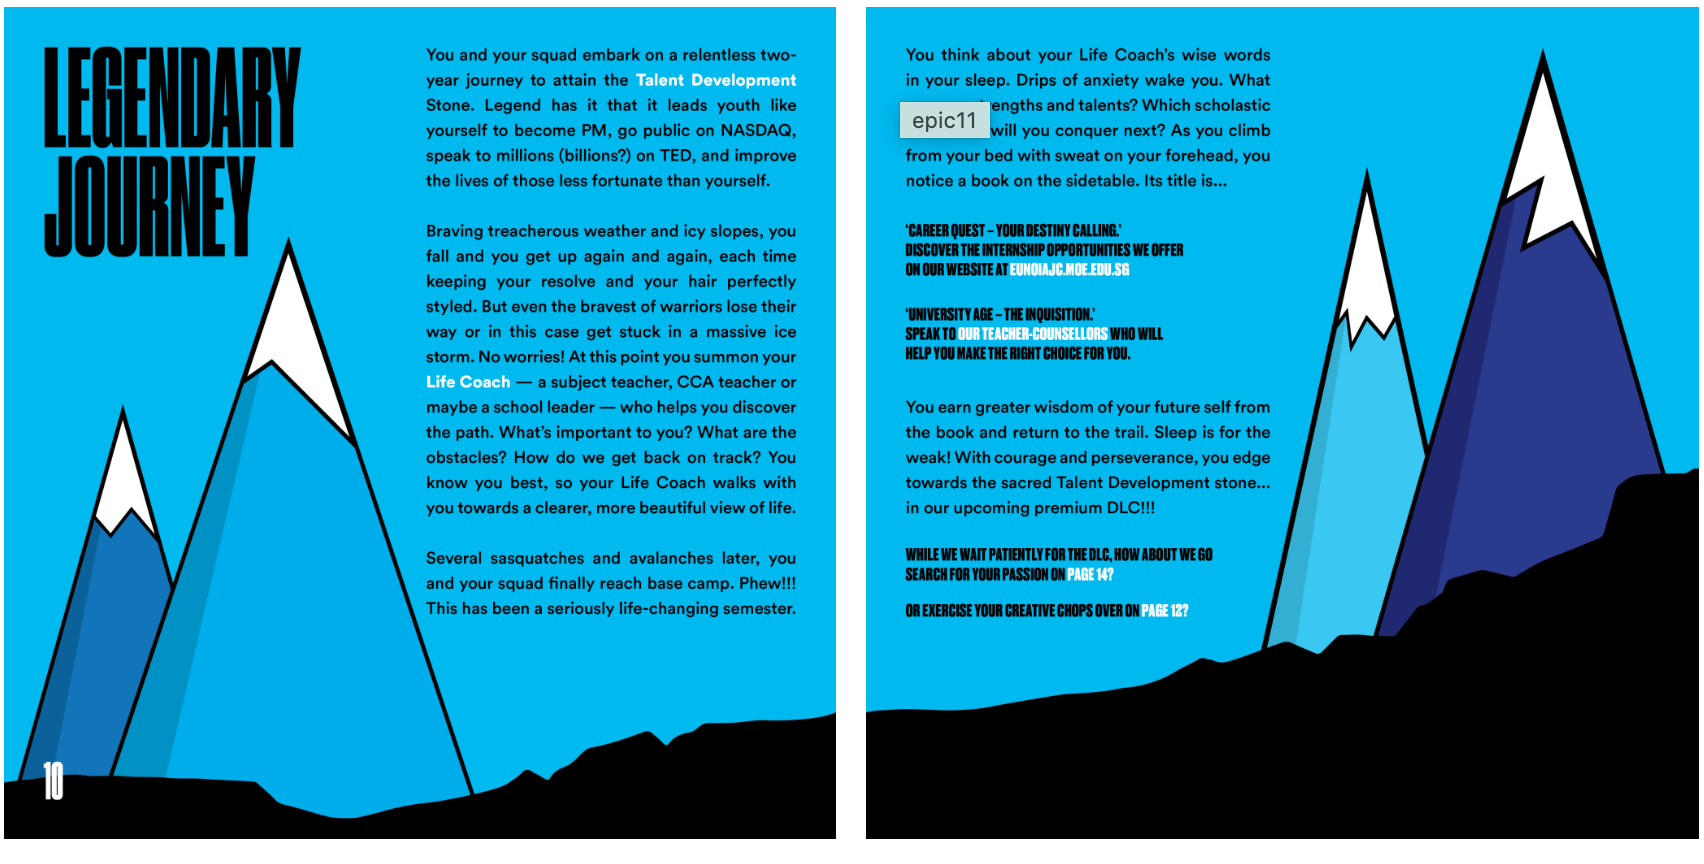 LEGENDARY
JOURNEY
You and your squad embark on a relentless two-
year journey to attain the Talent Development
Stone. Legend has it that it leads youth like
yourself to become PM, go public on NASDAQ,
speak to millions (billions?) on TED, and improve
the lives of those less fortunate than yourself.
Braving treacherous weather and icy slopes, you
fall and you get up again and again, each time
keeping your resolve and your hair perfectly
styled. But even the bravest of warriors lose their
way or in this case get stuck in a massive ice
storm. No worries! At this point you summon your
Life Coach — a subject teacher, CCA teacher or
maybe a school leader — who helps you discover
the path. What's important to you? What are the
obstacles? How do we get back on track? You
know you best, so your Life Coach walks with
you towards a clearer, more beautiful view of life.
Several sasquatches and avalanches later, you
and your squad finally reach base camp. Phew!!!
This has been a seriously life-changing semester.
10
You think about your Life Coach's wise words
in your sleep. Drips of anxiety wake you. What
engths and talents? Which scholastic
epic11
will you conquer next? As you climb
from your bed with sweat on your forehead, you
notice a book on the sidetable. Its title is...
'CAREER QUEST – YOUR DESTINY CALLING.'
DISCOVER THE INTERNSHIP OPPORTUNITIES WE OFFER
ON OUR WEBSITE AT EUNOIAJC.MOE.EDU.SG
'UNIVERSITY AGE – THE INQUISITION.'
SPEAK TO OUR TEACHER-COUNSELLORS WHO WILL
HELP YOU MAKE THE RIGHT CHOICE FOR YOU.
You earn greater wisdom of your future self from
the book and return to the trail. Sleep is for the
weak! With courage and perseverance, you edge
towards the sacred Talent Development stone...
in our upcoming premium DLC!!!
WHILE WE WAIT PATIENTLY FOR THE DLC, HOW ABOUT WE GO
SEARCH FOR YOUR PASSION ON PAGE 14?
OR EXERCISE YOUR CREATIVE CHOPS OVER ON PAGE 12?